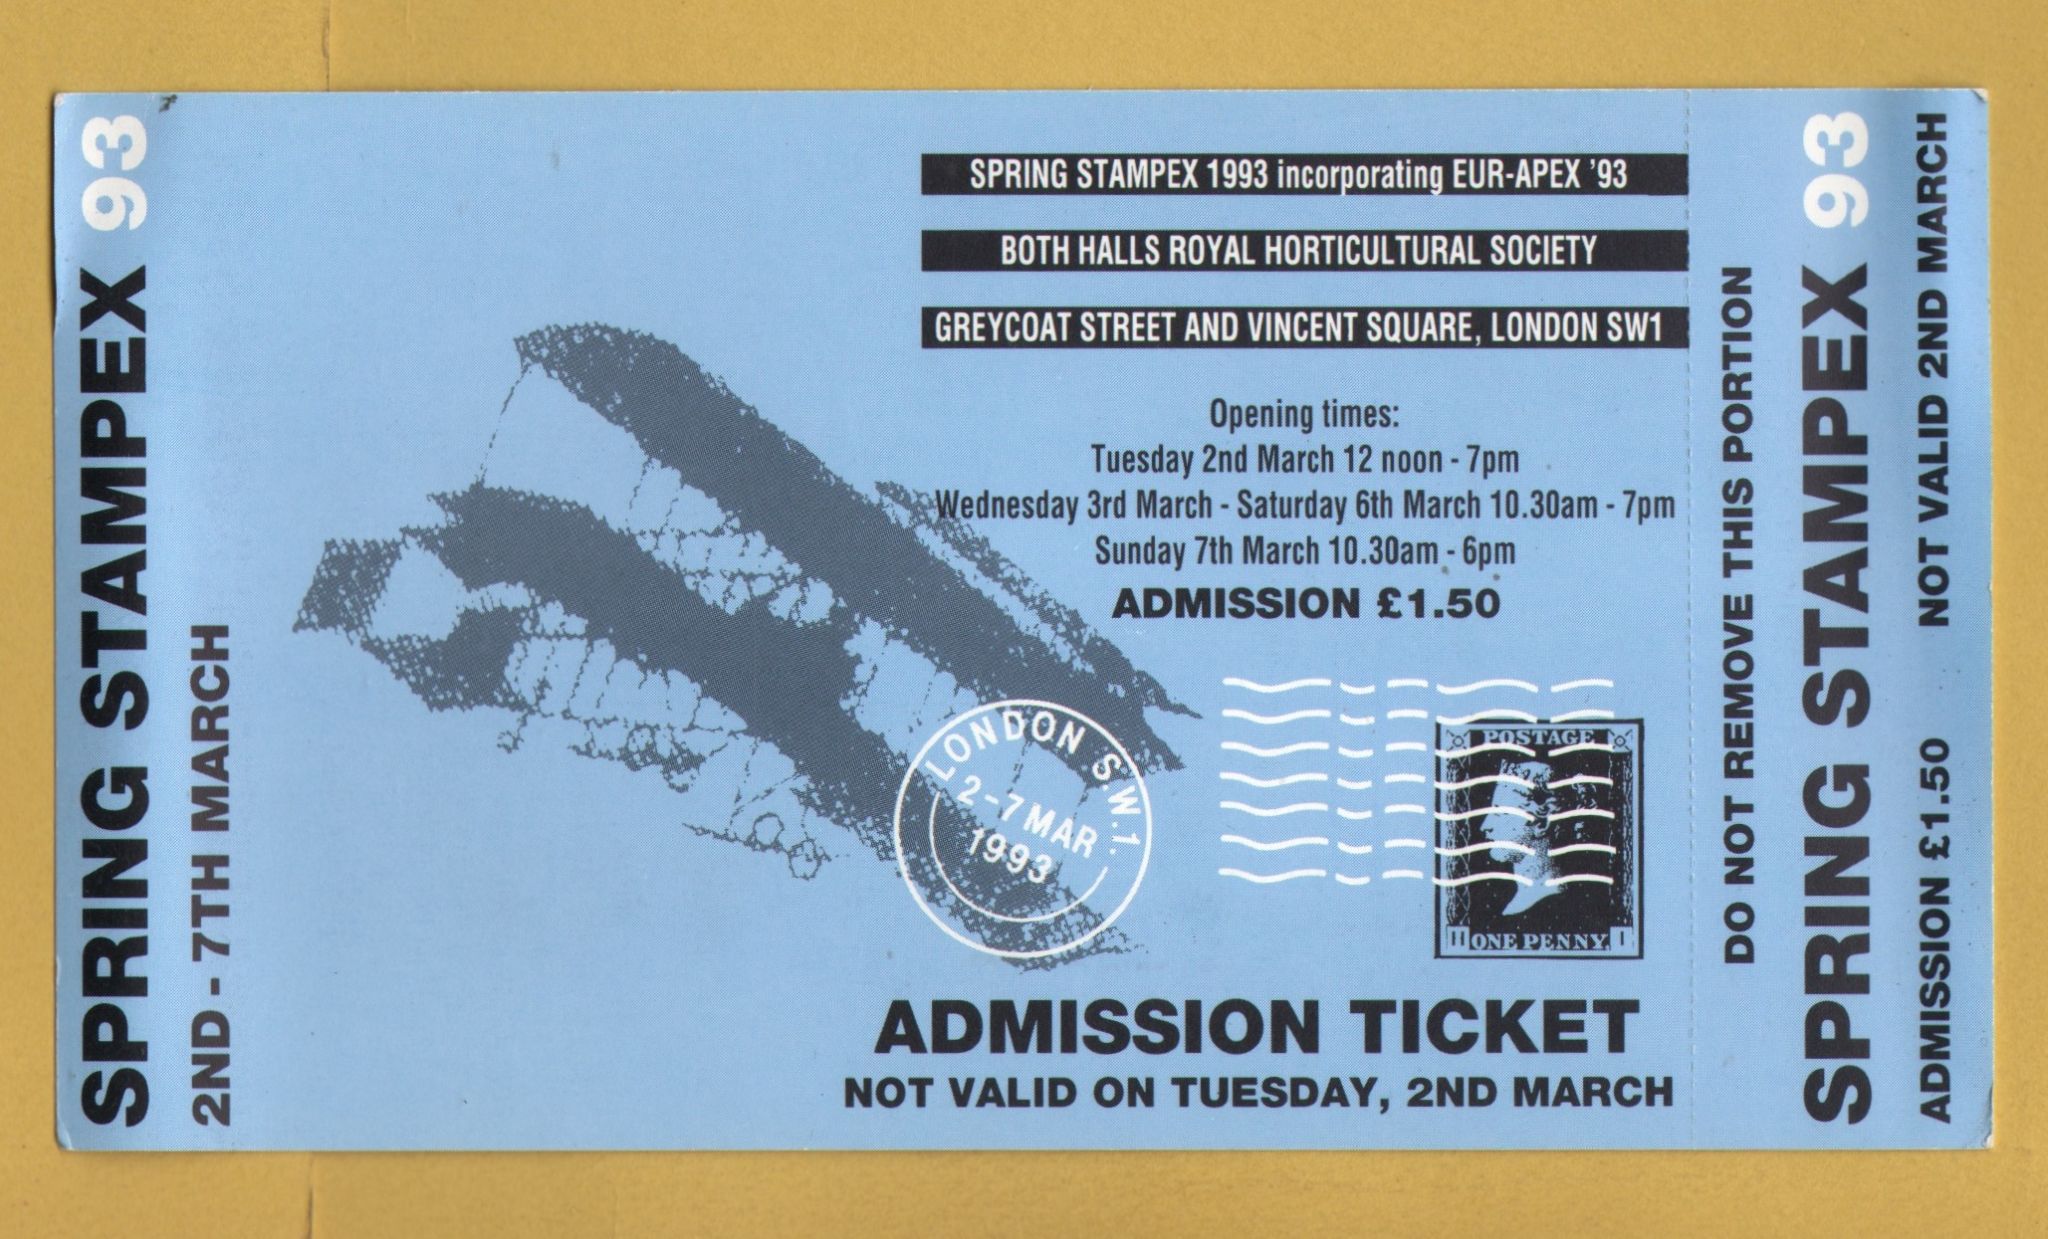 SPRING STAMPEX 93
2ND - 7TH MARCH
SPRING STAMPEX 1993 incorporating EUR-APEX '93
BOTH HALLS ROYAL HORTICULTURAL SOCIETY
GREYCOAT STREET AND VINCENT SQUARE, LONDON SW1
Opening times:
Tuesday 2nd March 12 noon - 7pm
Wednesday 3rd March - Saturday 6th March 10.30am - 7pm
Sunday 7th March 10.30am - 6pm
ADMISSION £1.50
LONDON S.W.1.
2-7 MAR
1993
POSTAGE
ONE PENNY.
ADMISSION TICKET
NOT VALID ON TUESDAY, 2ND MARCH
DO NOT REMOVE THIS PORTION
SPRING STAMPEX 93
ADMISSION £1.50 NOT VALID 2ND MARCH